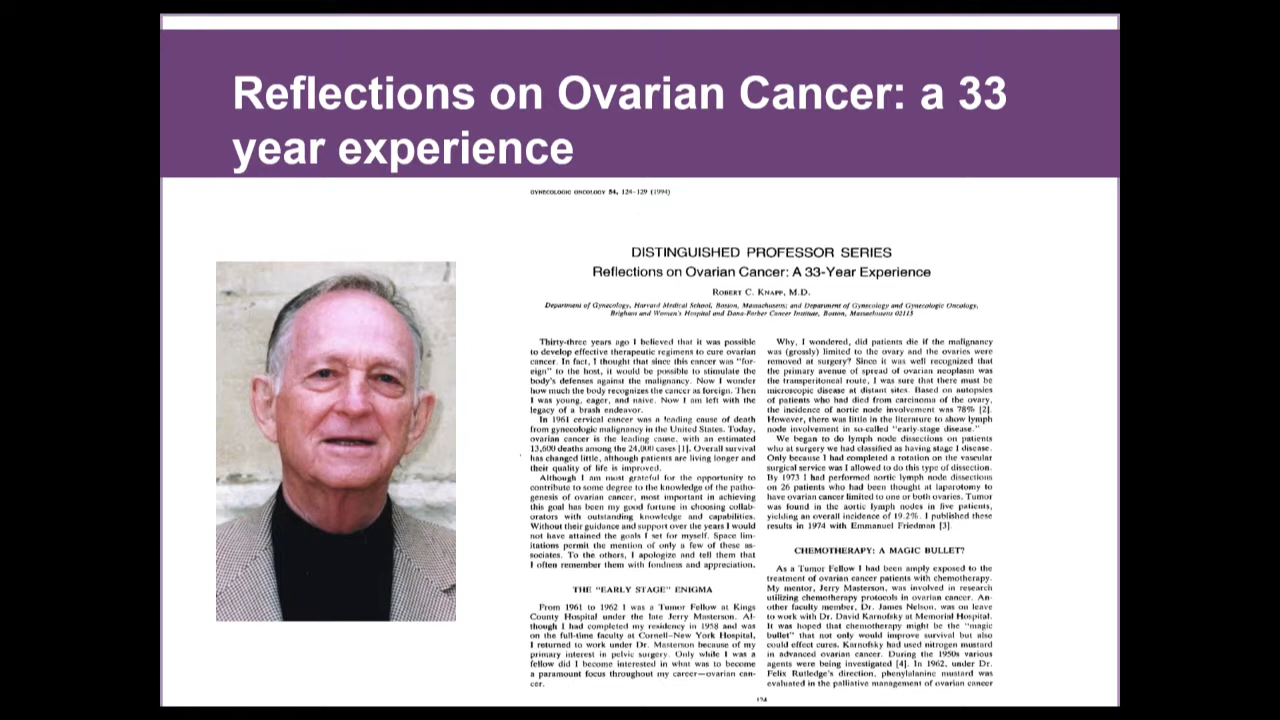 Reflections on Ovarian Cancer: a 33
year experience
GYNECOLOGIC ONCOLOGY 54, 124–129 (1994)
DISTINGUISHED PROFESSOR SERIES
Reflections on Ovarian Cancer: A 33-Year Experience
ROBERT C. KNAPP, M.D.
Department of Gynecology, Harvard Medical School, Boston, Massachusetts; and Department of Gynecology and Gynecologic Oncology,
Brigham and Women's Hospital and Dana-Farber Cancer Institute, Boston, Massachusetts 02115
Thirty-three years ago I believed that it was possible
to develop effective therapeutic regimens to cure ovarian
cancer. In fact, I thought that since this cancer was "for-
eign" to the host, it would be possible to stimulate the
body's defenses against the malignancy. Now I wonder
how much the body recognizes the cancer as foreign. Then
I was young, eager, and naive. Now I am left with the
legacy of a brash endeavor.
In 1961 cervical cancer was a leading cause of death
from gynecologic malignancy in the United States. Today,
ovarian cancer is the leading cause, with an estimated
13,600 deaths among the 24,000 cases [1]. Overall survival
has changed little, although patients are living longer and
their quality of life is improved.
Although I am most grateful for the opportunity to
contribute to some degree to the knowledge of the patho-
genesis of ovarian cancer, most important in achieving
this goal has been my good fortune in choosing collab-
orators with outstanding knowledge and capabilities.
Without their guidance and support over the years I would
not have attained the goals I set for myself. Space lim-
itations permit the mention of only a few of these as-
sociates. To the others, I apologize and tell them that
I often remember them with fondness and appreciation.
THE "EARLY STAGE" ENIGMA
From 1961 to 1962 I was a Tumor Fellow at Kings
County Hospital under the late Jerry Masterson. Al-
though I had completed my residency in 1958 and was
on the full-time faculty at Cornell–New York Hospital,
I returned to work under Dr. Masterson because of my
primary interest in pelvic surgery. Only while I was a
fellow did I become interested in what was to become
a paramount focus throughout my career—ovarian can-
cer.
Why, I wondered, did patients die if the malignancy
was (grossly) limited to the ovary and the ovaries were
removed at surgery? Since it was well recognized that
the primary avenue of spread of ovarian neoplasm was
the transperitoneal route, I was sure that there must be
microscopic disease at distant sites. Based on autopsies
of patients who had died from carcinoma of the ovary,
the incidence of aortic node involvement was 78% [2].
However, there was little in the literature to show lymph
node involvement in so-called "early-stage disease."
We began to do lymph node dissections on patients
who at surgery we had classified as having stage I disease.
Only because I had completed a rotation on the vascular
surgical service was I allowed to do this type of dissection.
By 1973 I had performed aortic lymph node dissections
on 26 patients who had been thought at laparotomy to
have ovarian cancer limited to one or both ovaries. Tumor
was found in the aortic lymph nodes in five patients,
yielding an overall incidence of 19.2%. I published these
results in 1974 with Emmanuel Friedman [3].
CHEMOTHERAPY: A MAGIC BULLET?
As a Tumor Fellow I had been amply exposed to the
treatment of ovarian cancer patients with chemotherapy.
My mentor, Jerry Masterson, was involved in research
utilizing chemotherapy protocols in ovarian cancer. An-
other faculty member, Dr. James Nelson, was on leave
to work with Dr. David Karnofsky at Memorial Hospital.
It was hoped that chemotherapy might be the "magic
bullet" that not only would improve survival but also
could effect cures. Karnofsky had used nitrogen mustard
in advanced ovarian cancer. During the 1950s various
agents were being investigated [4]. In 1962, under Dr.
Felix Rutledge's direction, phenylalanine mustard was
evaluated in the palliative management of ovarian cancer
124